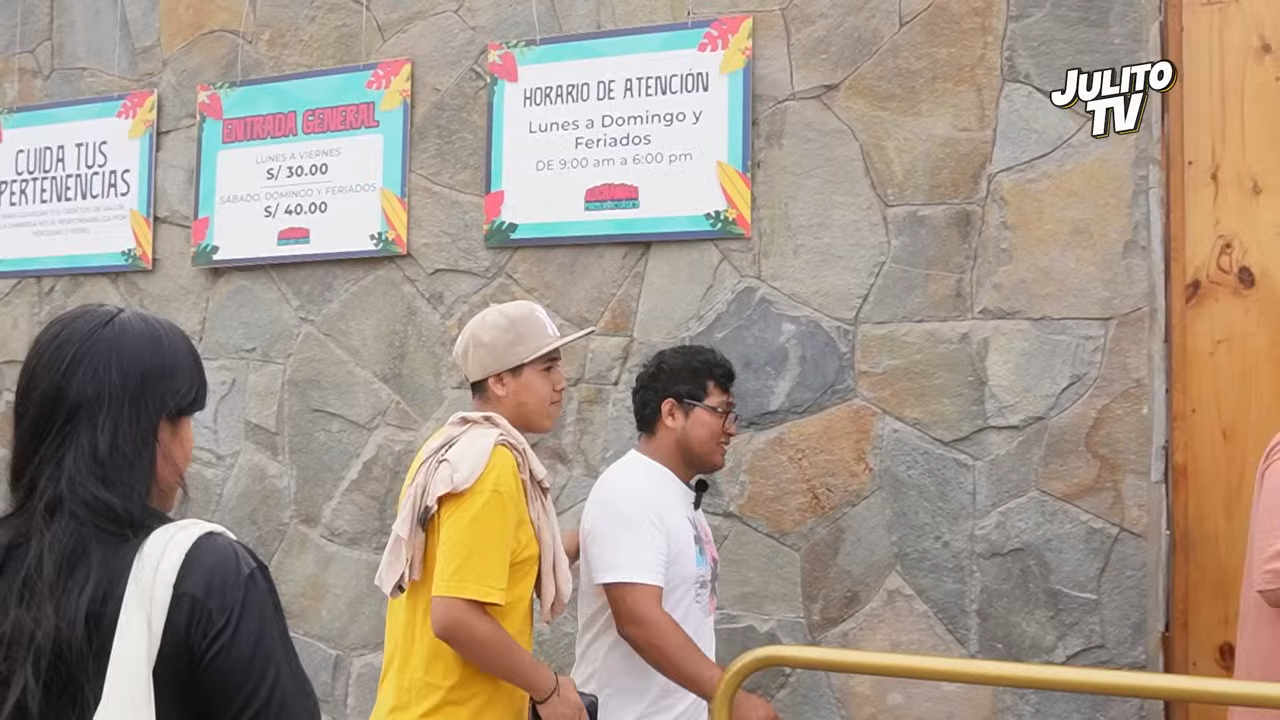 CUIDA TUS
PERTENENCIAS
ENTRADA GENERAL
LUNES A VIERNES
S/ 30.00
SÁBADO, DOMINGO Y FERIADOS
S/ 40.00
HORARIO DE ATENCIÓN
Lunes a Domingo y
Feriados
DE 9:00 am a 6:00 pm
JULITO
TV